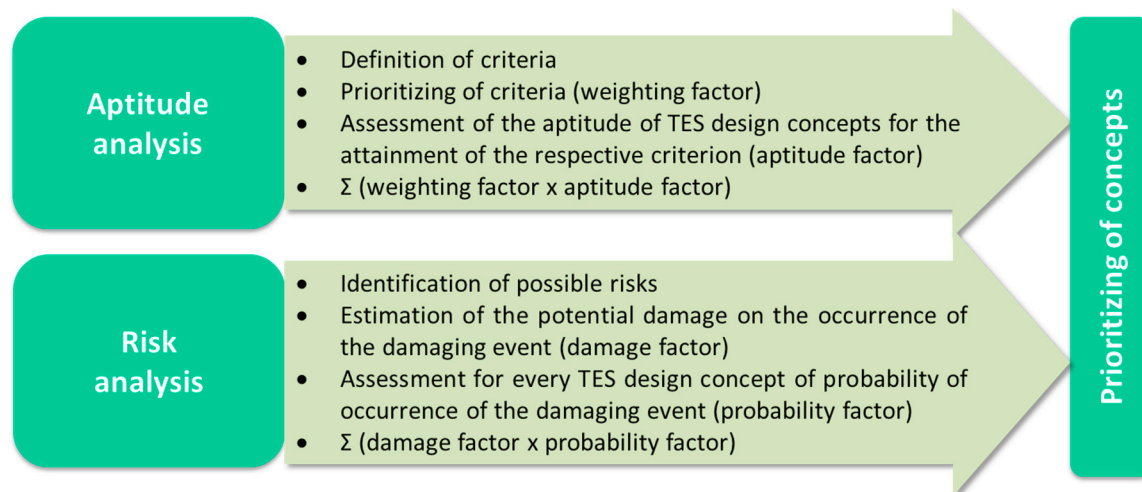 Aptitude
analysis
• Definition of criteria
• Prioritizing of criteria (weighting factor)
• Assessment of the aptitude of TES design concepts for the
attainment of the respective criterion (aptitude factor)
• Σ (weighting factor x aptitude factor)
Risk
analysis
• Identification of possible risks
• Estimation of the potential damage on the occurrence of
the damaging event (damage factor)
• Assessment for every TES design concept of probability of
occurrence of the damaging event (probability factor)
• Σ (damage factor x probability factor)
Prioritizing of concepts